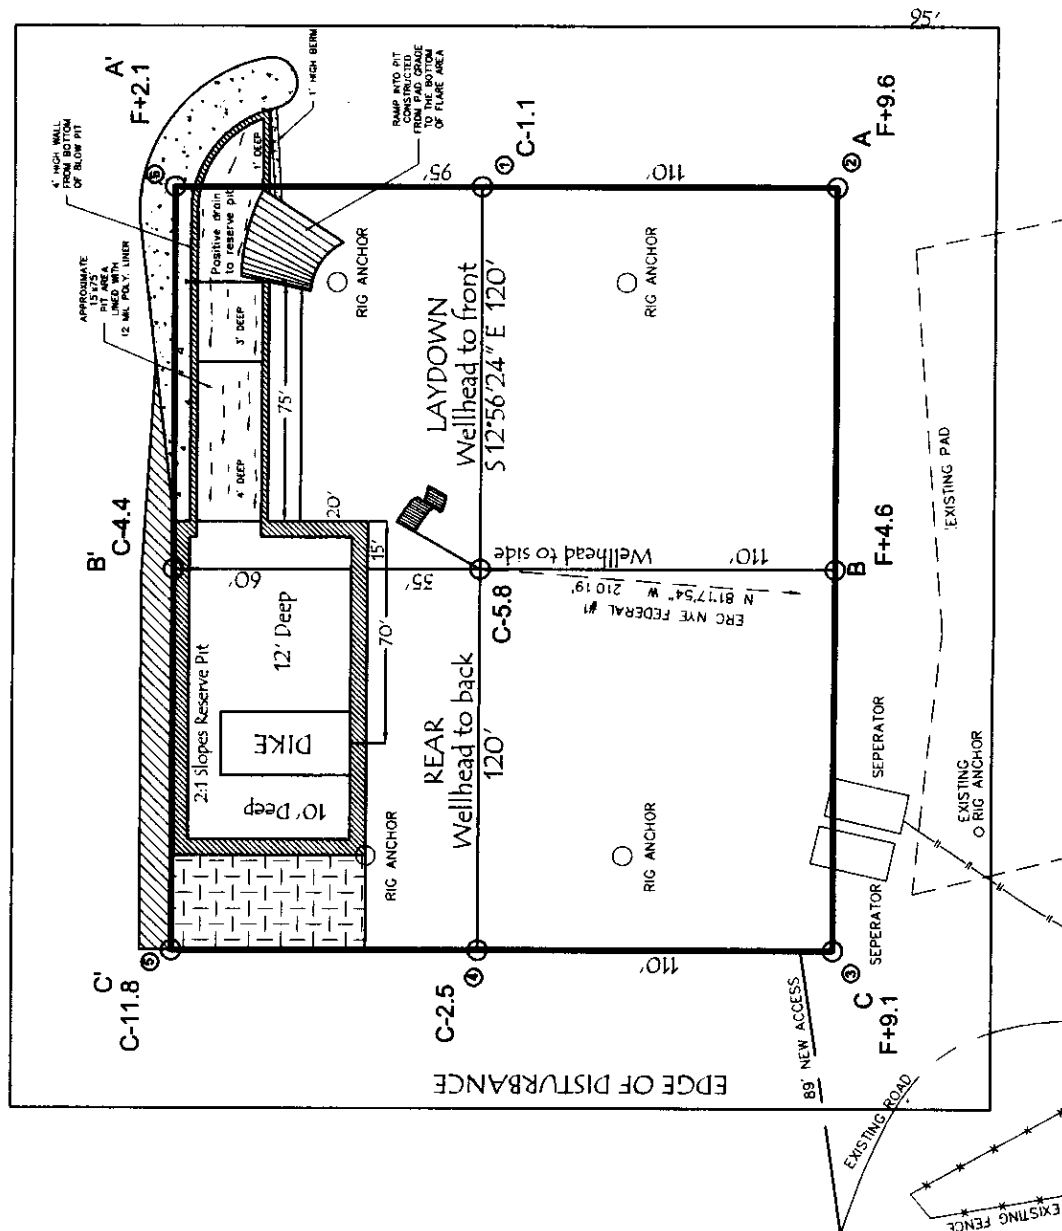 95'
A'
F+2.1
1' HIGH BERM
RAMP INTO PIT
CONSTRUCTED
FROM PAD GRADE
TO THE BOTTOM
OF FLARE AREA
4' HIGH WALL
FROM BOTTOM
OF BLOW PIT
1' DEEP
6
95'
1
C-1.1
110'
2
A
F+9.6
APPROXIMATE
15'x75'
PIT AREA
LINED WITH
12 MIL POLY. LINER
Positive drain
to reserve pit
3' DEEP
4' DEEP
75'
RIG ANCHOR
RIG ANCHOR
LAYDOWN
Wellhead to front
S 12°56'24" E 120'
EXISTING PAD
B'
C-4.4
20'
15'
60'
35'
C-5.8
Wellhead to side
110'
B
F+4.6
ERC NYE FEDERAL #1
N 81°17'54" W 210.19'
70'
2:1 Slopes Reserve Pit
12' Deep
DIKE
10' Deep
REAR
Wellhead to back
120'
RIG ANCHOR
RIG ANCHOR
SEPERATOR
SEPERATOR
EXISTING
RIG ANCHOR
C'
C-11.8
5
C-2.5
4
110'
3
C
F+9.1
EDGE OF DISTURBANCE
89' NEW ACCESS
EXISTING ROAD
EXISTING FENCE